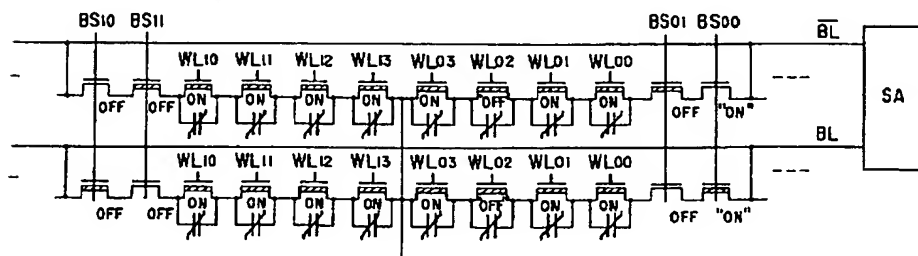 BS10 BS11 BS01 BS00 B̅L̅
WL10 WL11 WL12 WL13 WL03 WL02 WL01 WL00
SA
ON ON ON ON ON OFF ON ON
OFF OFF OFF "ON"
BL
WL10 WL11 WL12 WL13 WL03 WL02 WL01 WL00
ON ON ON ON ON OFF ON ON
OFF OFF OFF "ON"